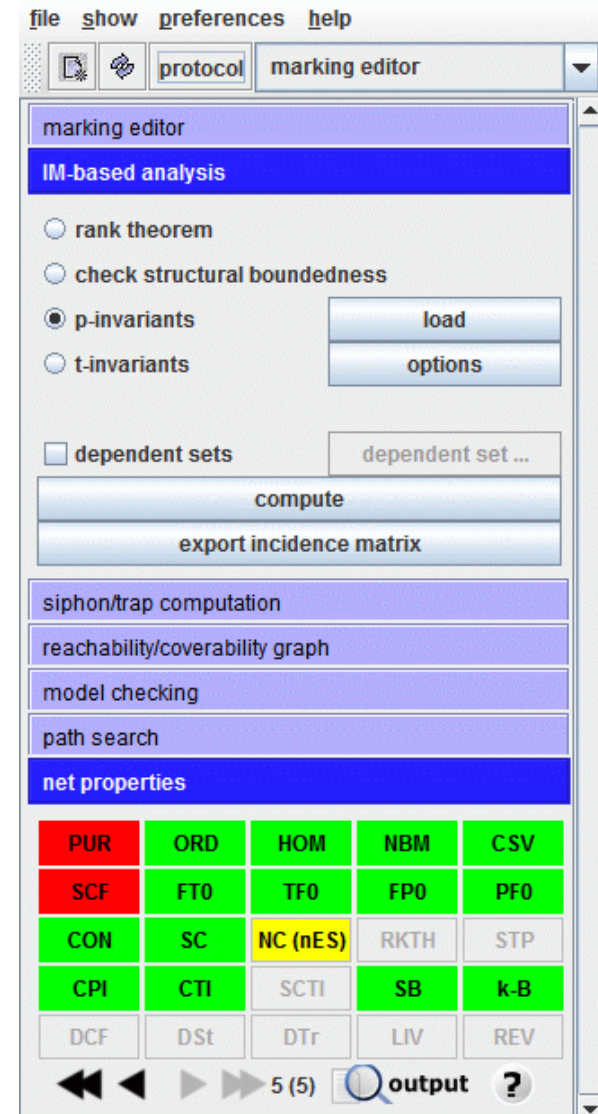 file show preferences help
protocol marking editor
marking editor
IM-based analysis
rank theorem
check structural boundedness
p-invariants load
t-invariants options
dependent sets dependent set ...
compute
export incidence matrix
siphon/trap computation
reachability/coverability graph
model checking
path search
net properties
PUR ORD HOM NBM CSV
SCF FT0 TF0 FP0 PF0
CON SC NC (nES) RKTH STP
CPI CTI SCTI SB k-B
DCF DSt DTr LIV REV
5 (5) output ?